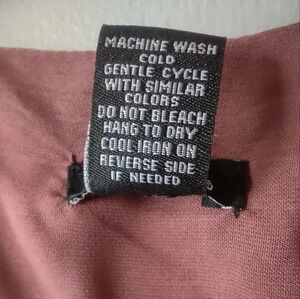 MACHINE WASH
COLD
GENTLE CYCLE
WITH SIMILAR
COLORS
DO NOT BLEACH
HANG TO DRY
COOL IRON ON
REVERSE SIDE
IF NEEDED